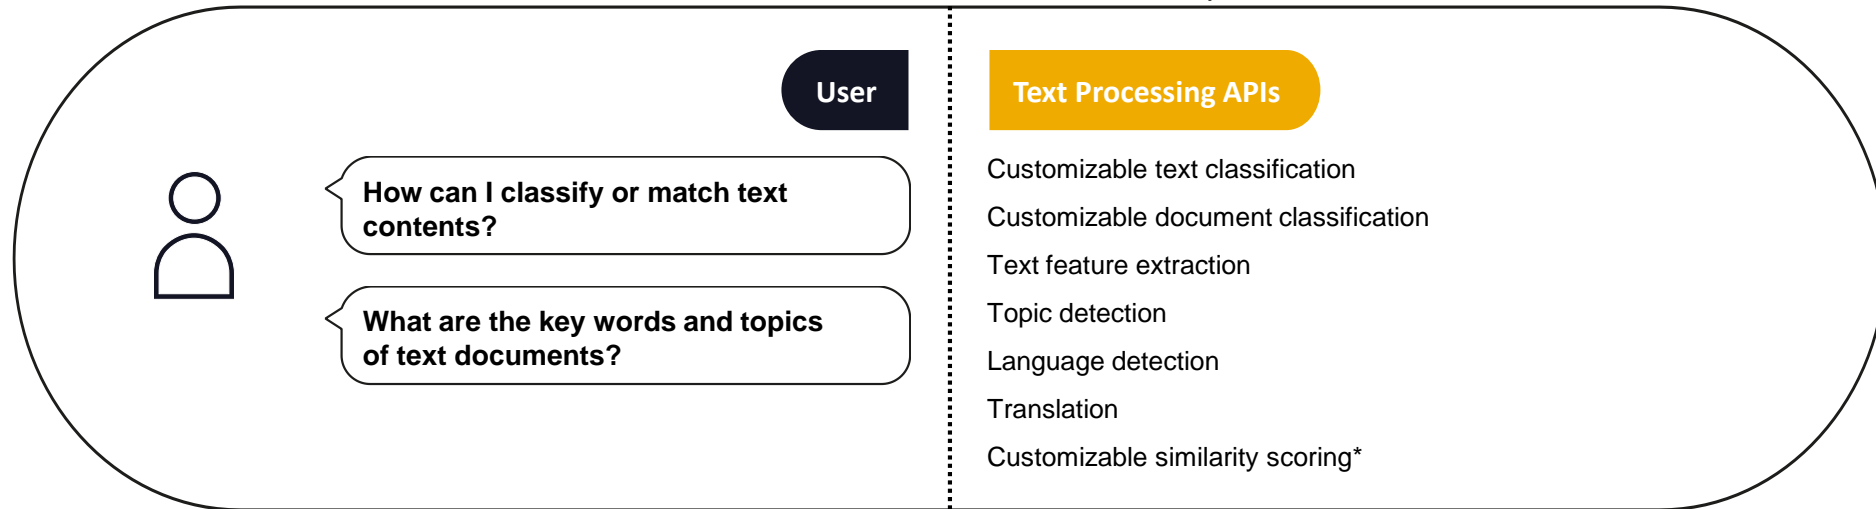 User
How can I classify or match text
contents?
What are the key words and topics
of text documents?
Text Processing APIs
Customizable text classification
Customizable document classification
Text feature extraction
Topic detection
Language detection
Translation
Customizable similarity scoring*